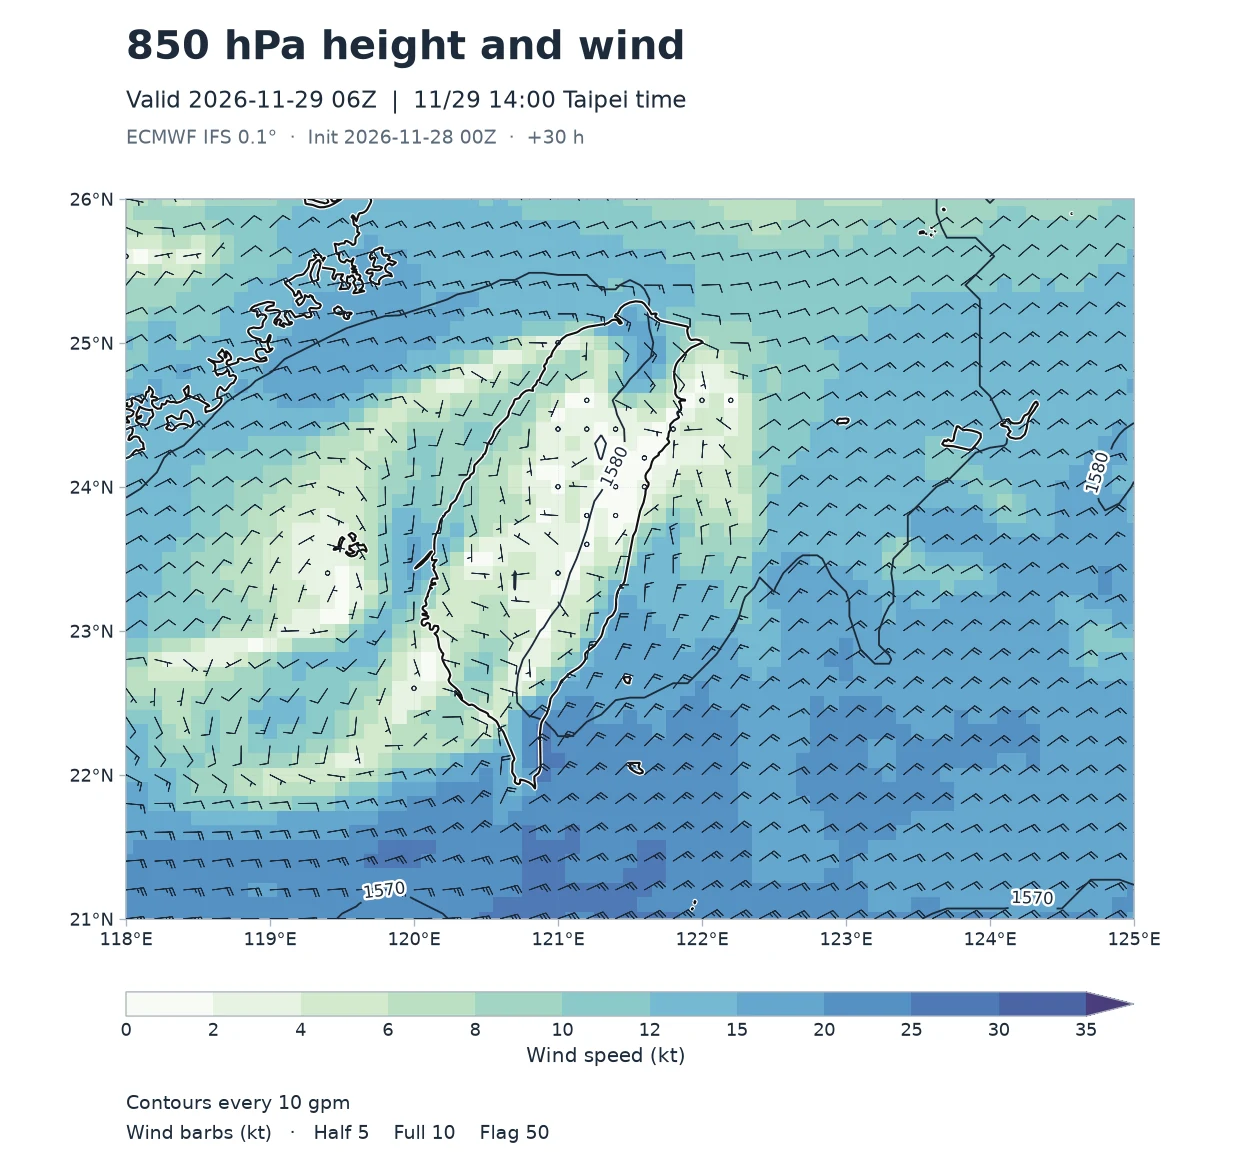 850 hPa height and wind
Valid 2026-11-29 06Z | 11/29 14:00 Taipei time
ECMWF IFS 0.1° · Init 2026-11-28 00Z · +30 h
26°N
25°N
24°N
23°N
22°N
21°N
1580
1580
1570
1570
118°E 119°E 120°E 121°E 122°E 123°E 124°E 125°E
0 2 4 6 8 10 12 15 20 25 30 35
Wind speed (kt)
Contours every 10 gpm
Wind barbs (kt) · Half 5 Full 10 Flag 50